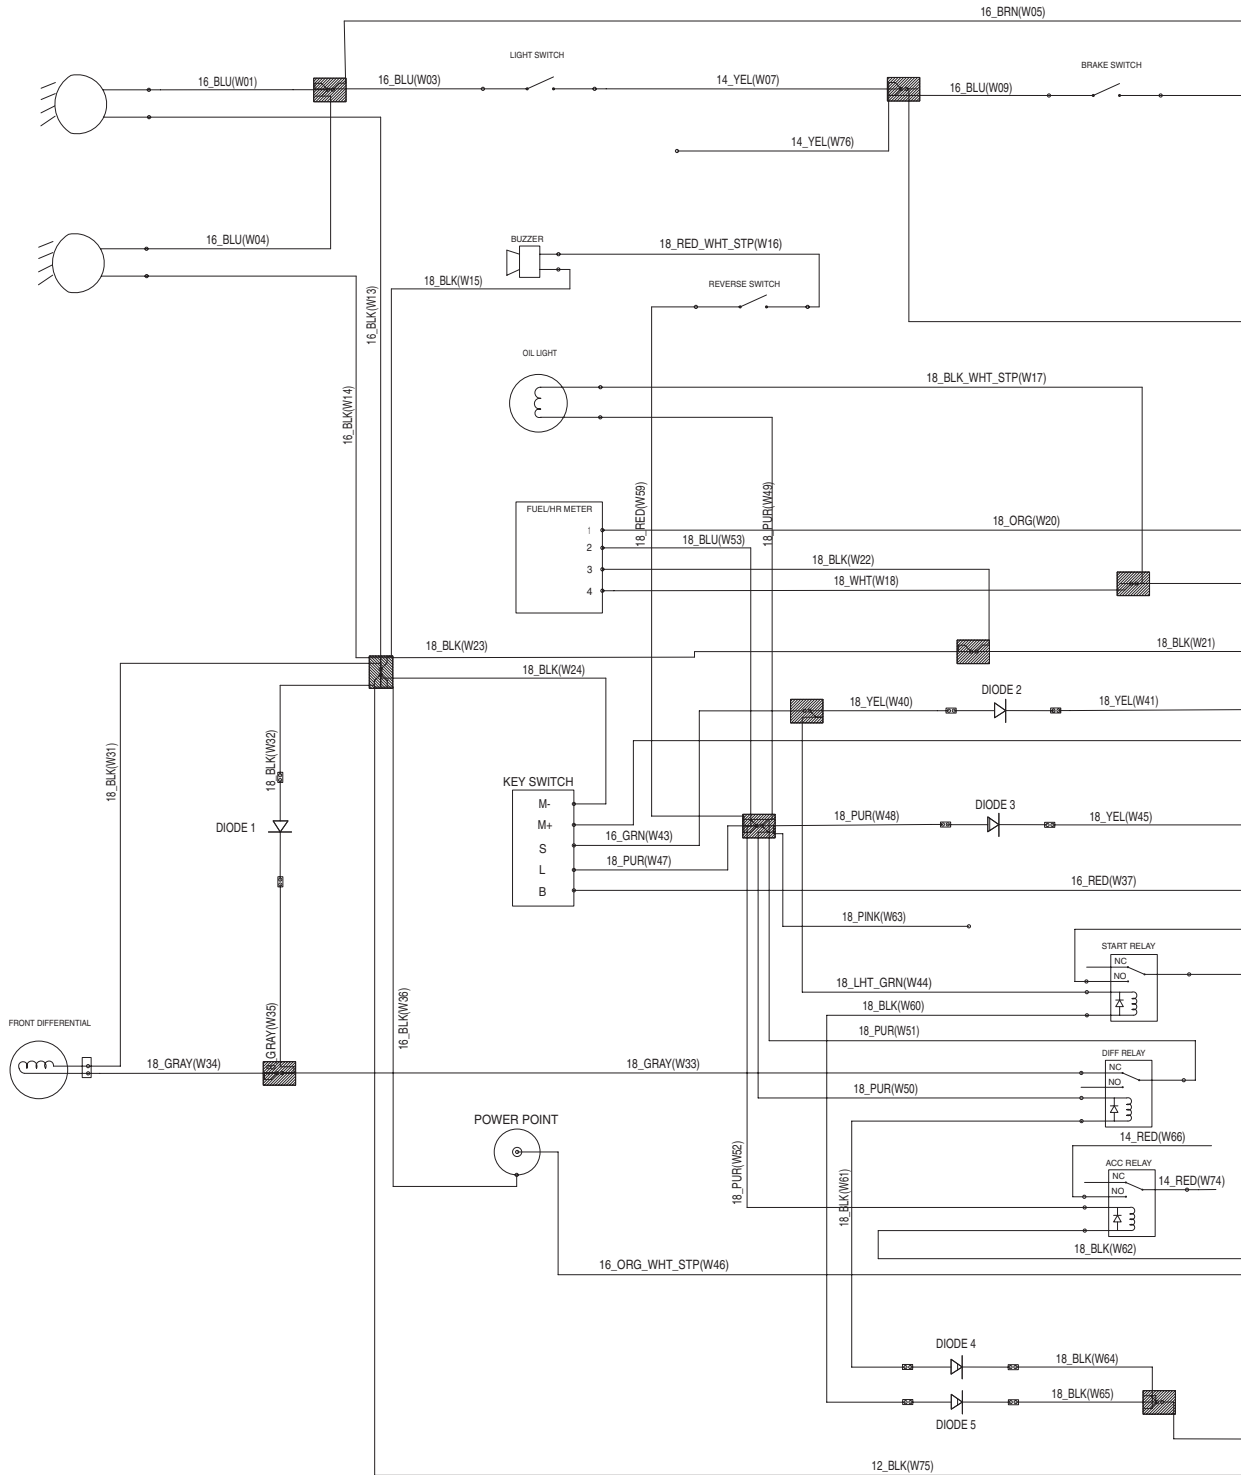 16_BRN(W05)
LIGHT SWITCH
BRAKE SWITCH
16_BLU(W01)
16_BLU(W03)
14_YEL(W07)
16_BLU(W09)
14_YEL(W76)
16_BLU(W04)
BUZZER
18_RED_WHT_STP(W16)
18_BLK(W15)
REVERSE SWITCH
16_BLK(W13)
OIL LIGHT
18_BLK_WHT_STP(W17)
16_BLK(W14)
18_RED(W59)
18_PUR(W49)
FUEL/HR METER
1
18_ORG(W20)
2
18_BLU(W53)
3
18_BLK(W22)
4
18_WHT(W18)
18_BLK(W23)
18_BLK(W21)
18_BLK(W24)
18_YEL(W40)
DIODE 2
18_YEL(W41)
18_BLK(W31)
18_BLK(W32)
KEY SWITCH
M-
M+
S
L
B
16_GRN(W43)
18_PUR(W47)
DIODE 1
18_PUR(W48)
DIODE 3
18_YEL(W45)
16_RED(W37)
18_PINK(W63)
START RELAY
NC
NO
18_LHT_GRN(W44)
18_BLK(W60)
18_PUR(W51)
16_BLK(W36)
18_GRAY(W35)
FRONT DIFFERENTIAL
18_GRAY(W34)
18_GRAY(W33)
DIFF RELAY
NC
NO
18_PUR(W50)
POWER POINT
18_PUR(W52)
18_BLK(W61)
14_RED(W66)
ACC RELAY
NC
NO
14_RED(W74)
18_BLK(W62)
16_ORG_WHT_STP(W46)
DIODE 4
18_BLK(W64)
18_BLK(W65)
DIODE 5
12_BLK(W75)